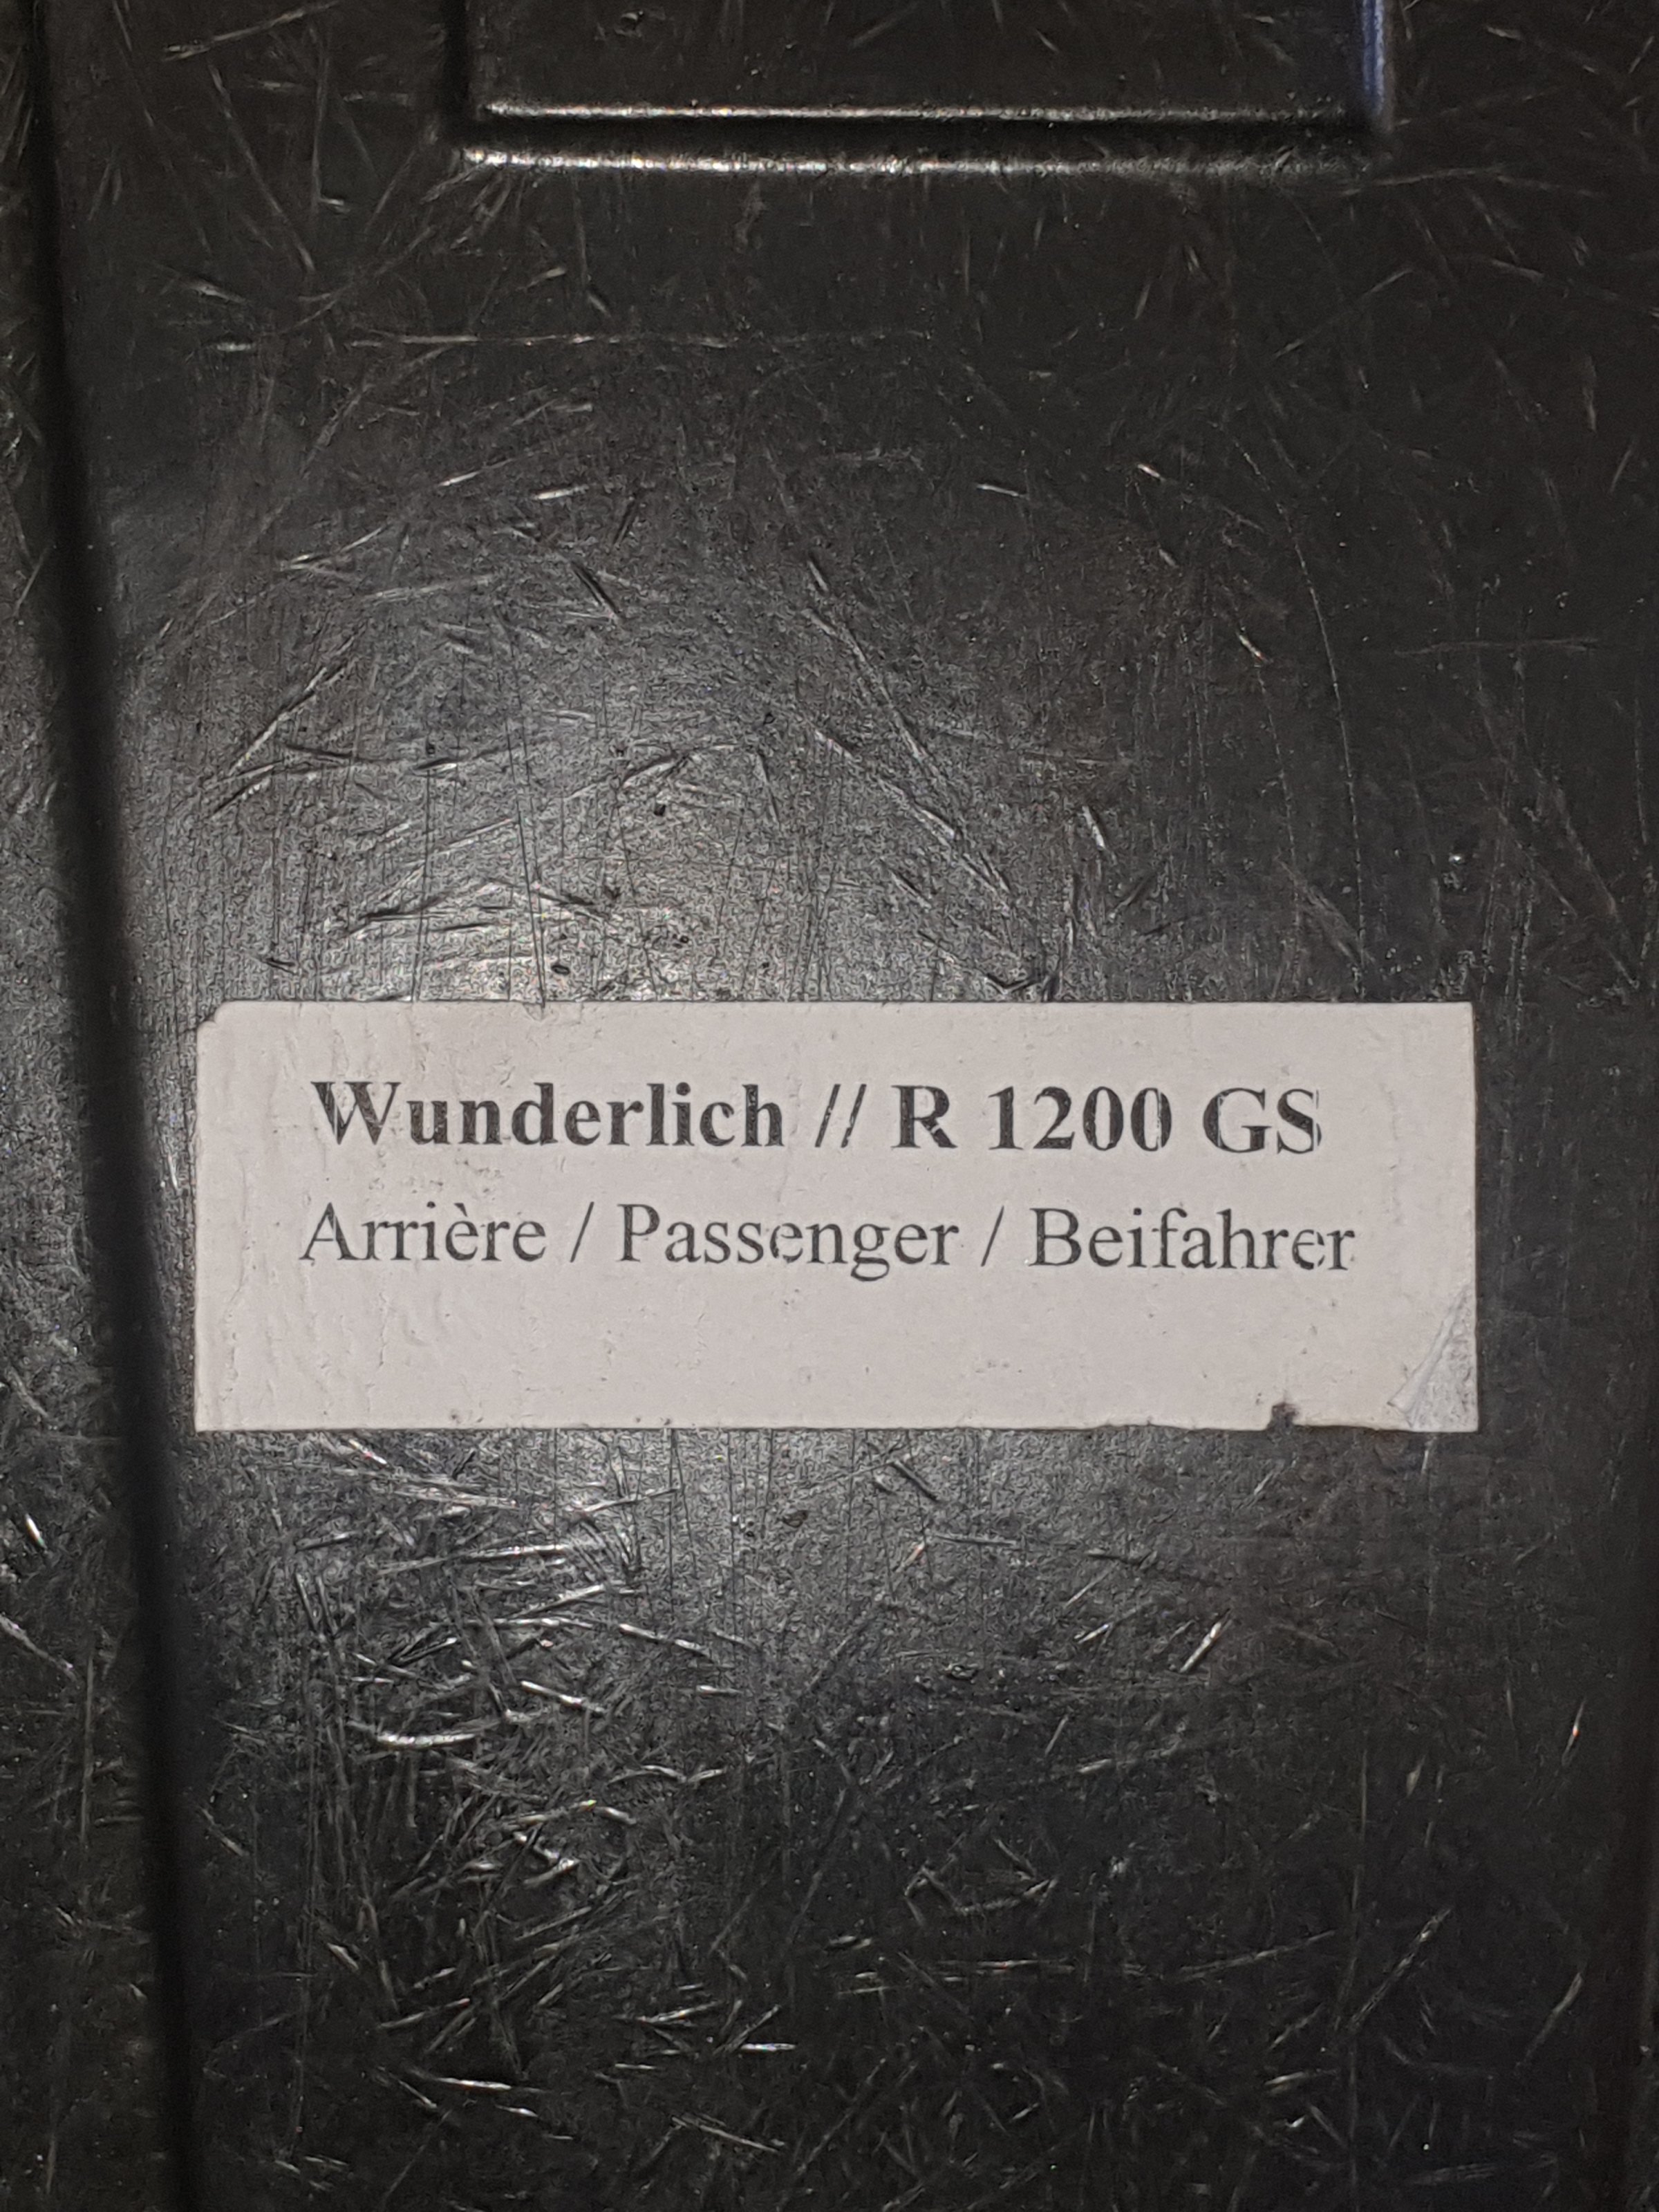 Wunderlich // R 1200 GS
Arrière / Passenger / Beifahrer